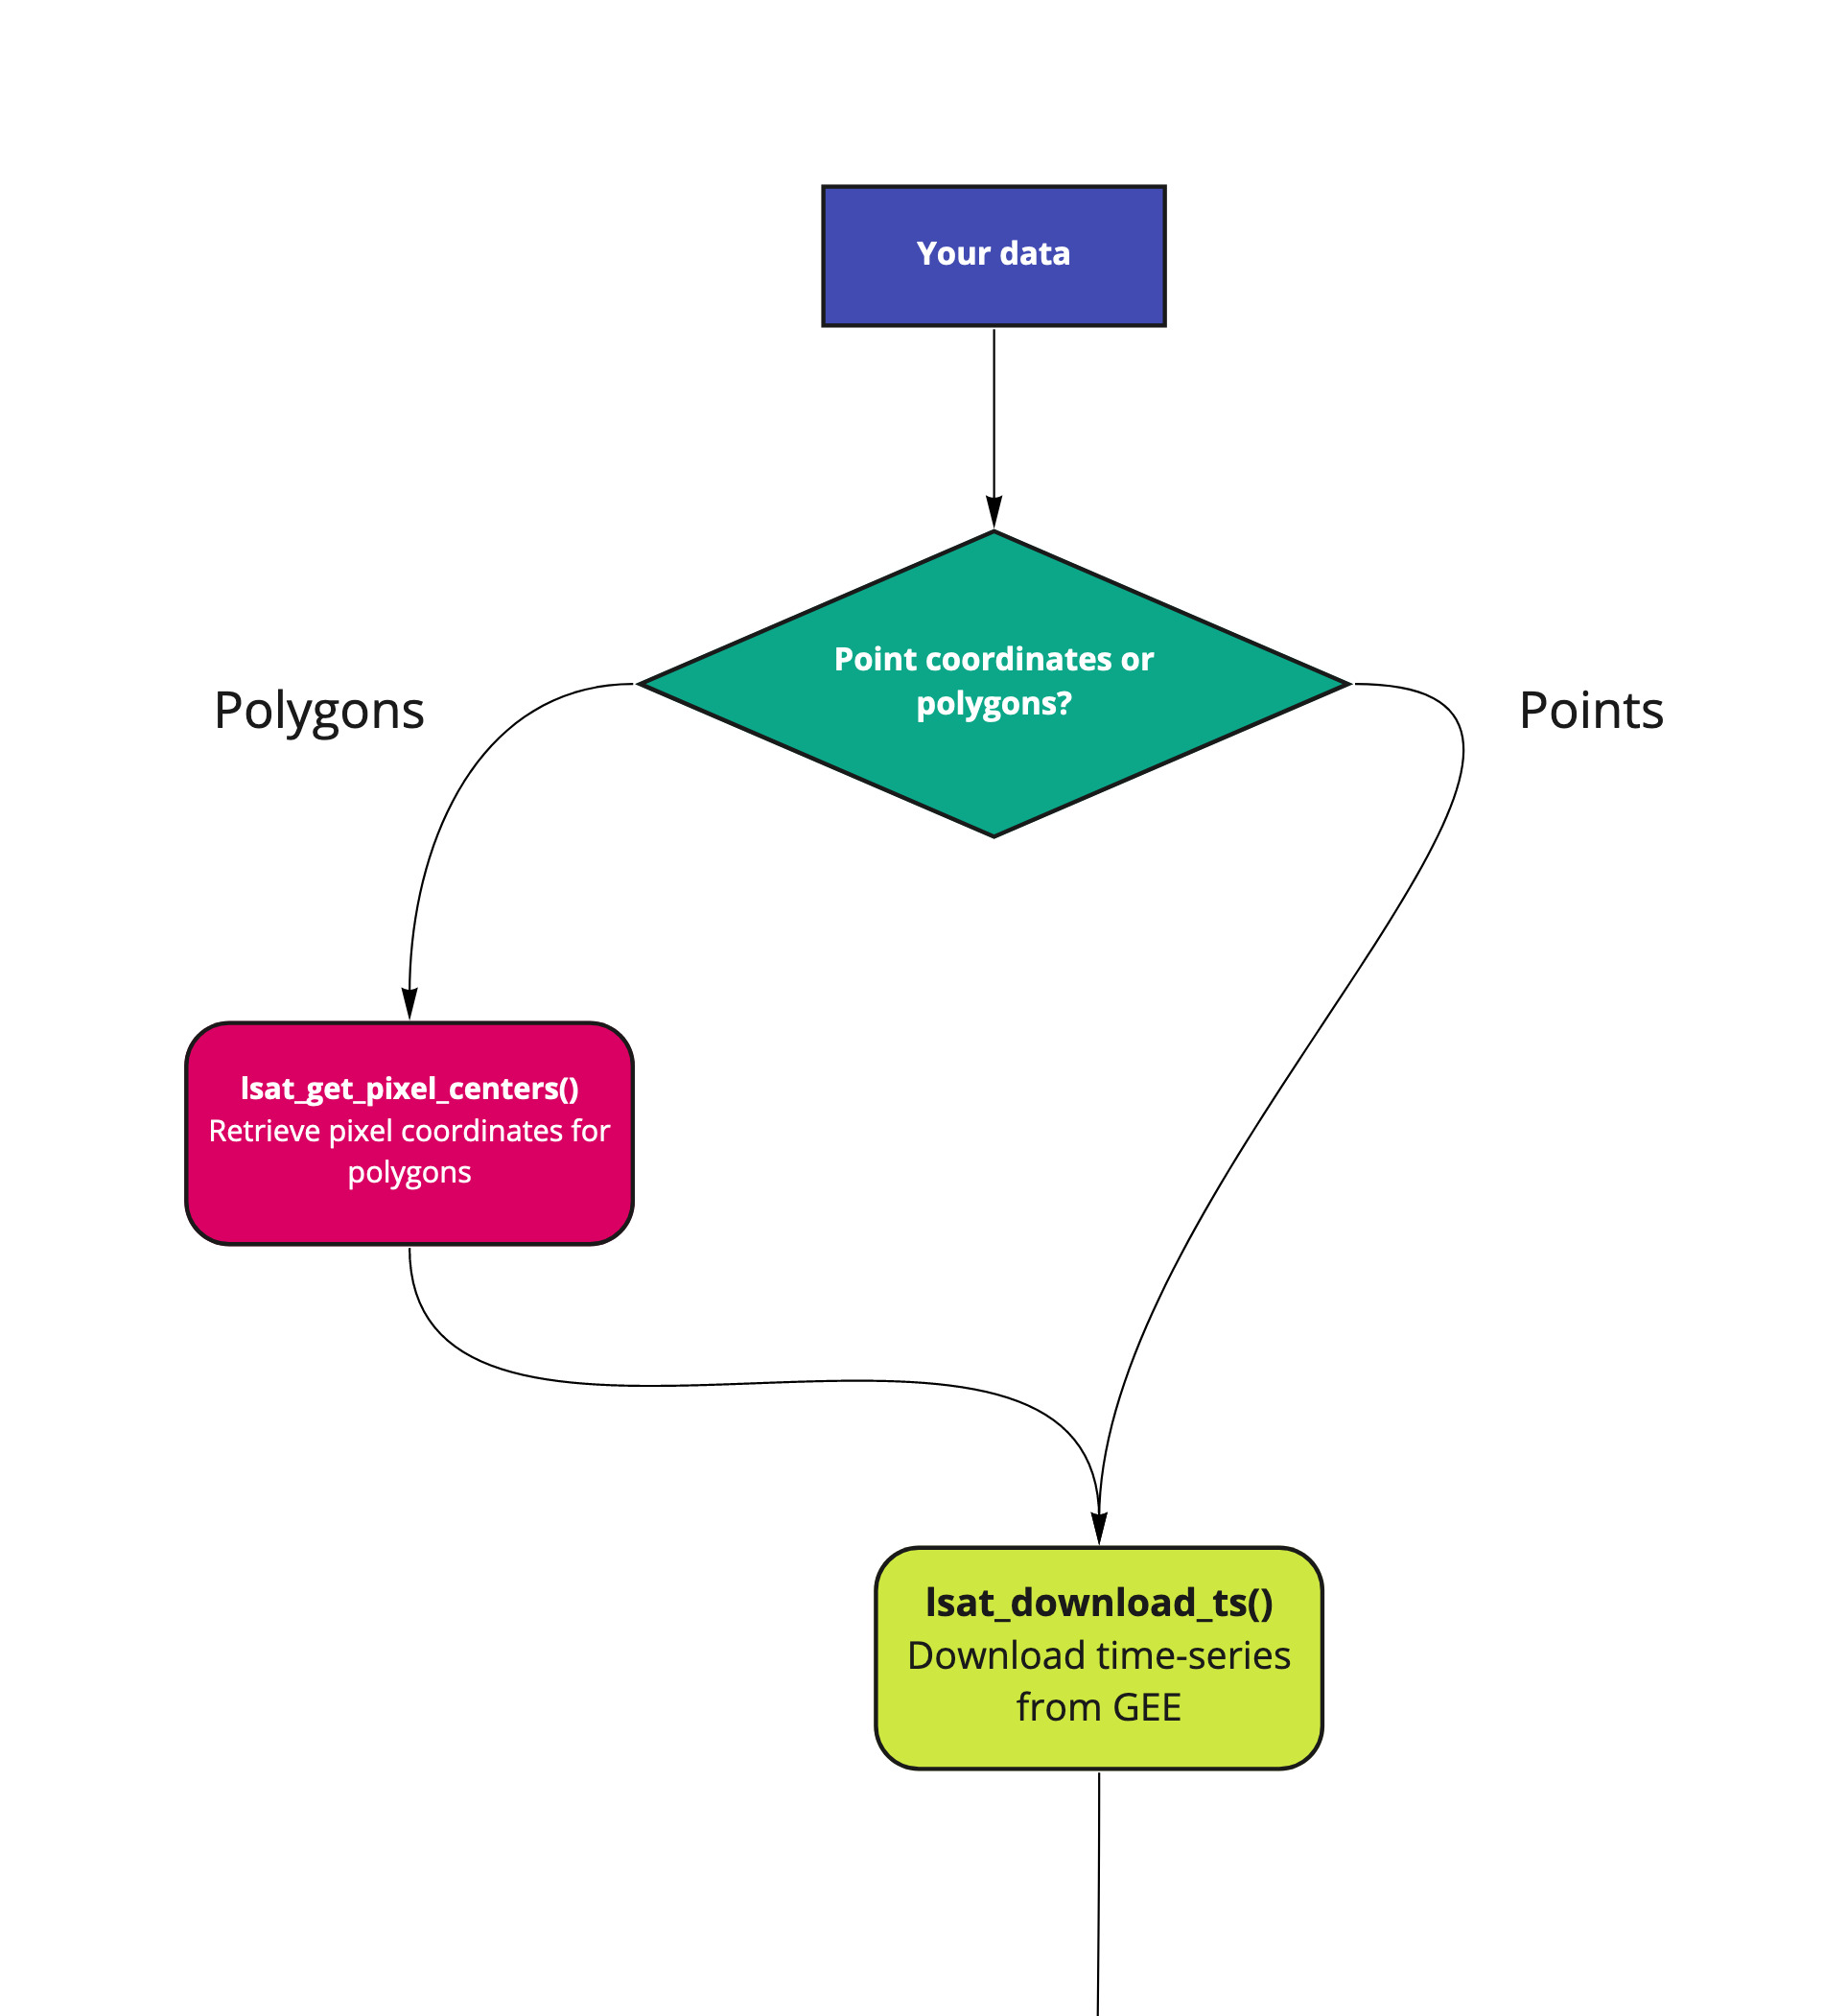 Your data
Point coordinates or
polygons?
Polygons
Points
lsat_get_pixel_centers()
Retrieve pixel coordinates for
polygons
lsat_download_ts()
Download time-series
from GEE